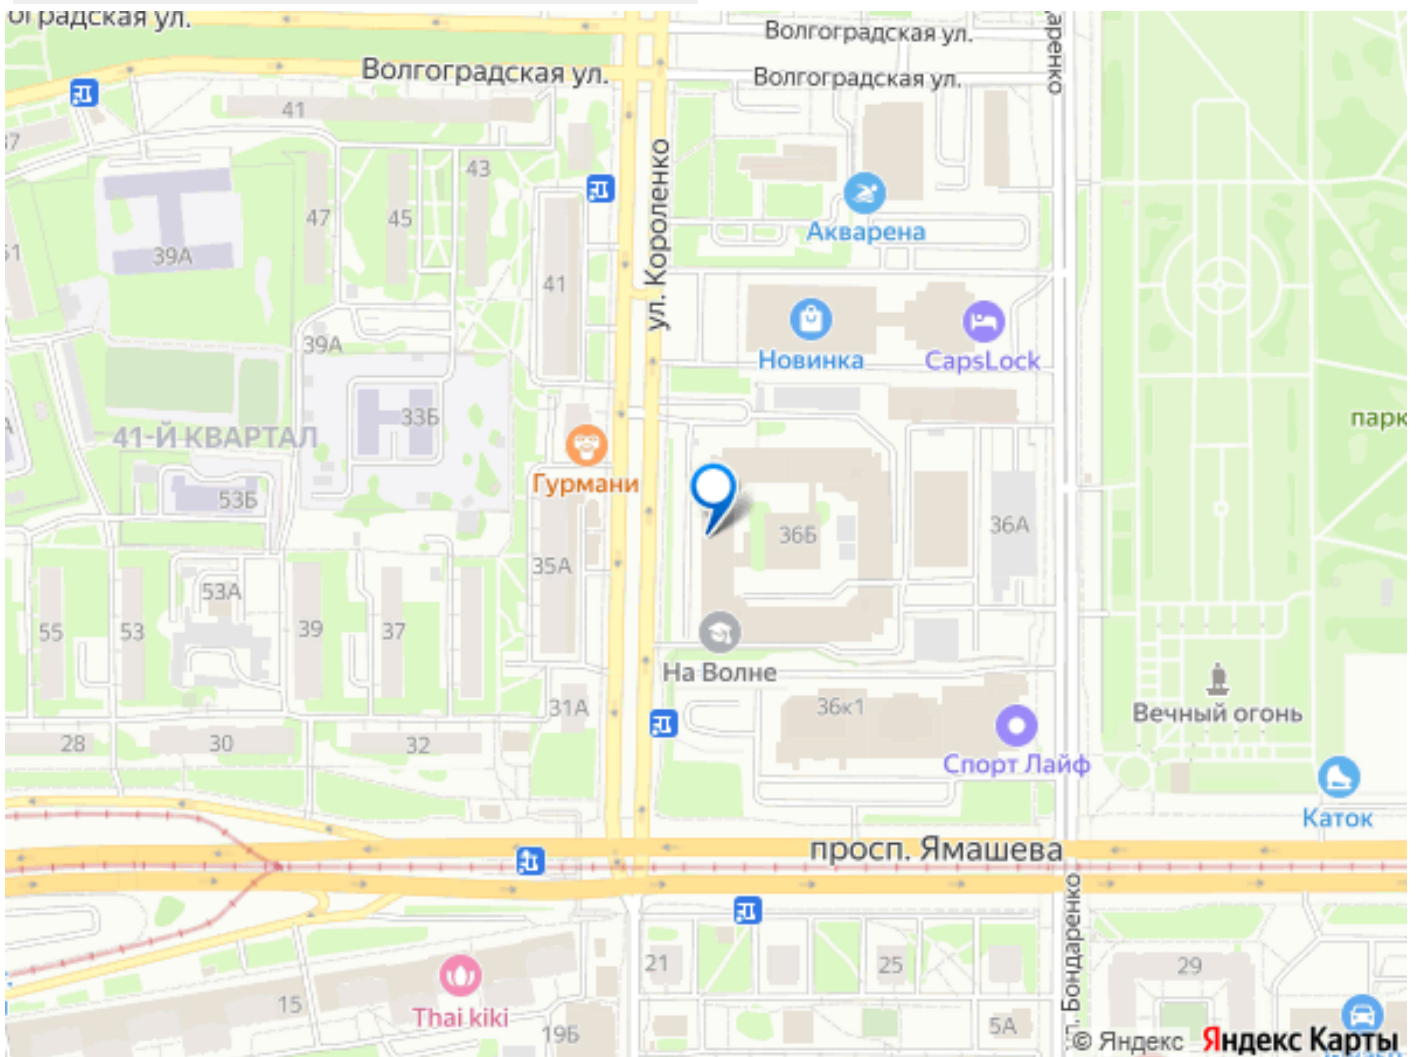 Волгоградская ул.
Волгоградская ул.
Волгоградская ул.
41
43
47
45
39А
ул. Короленко
Акварена
41
39А
Новинка
CapsLock
33Б
41-Й КВАРТАЛ
парк
Гурмани
53Б
36Б
36А
35А
53А
55
53
39
37
На Волне
31А
36к1
Вечный огонь
28
30
32
Спорт Лайф
Каток
просп. Ямашева
21
25
29
15
Thai kiki
19Б
5А
Бондаренко
© Яндекс Яндекс Карты